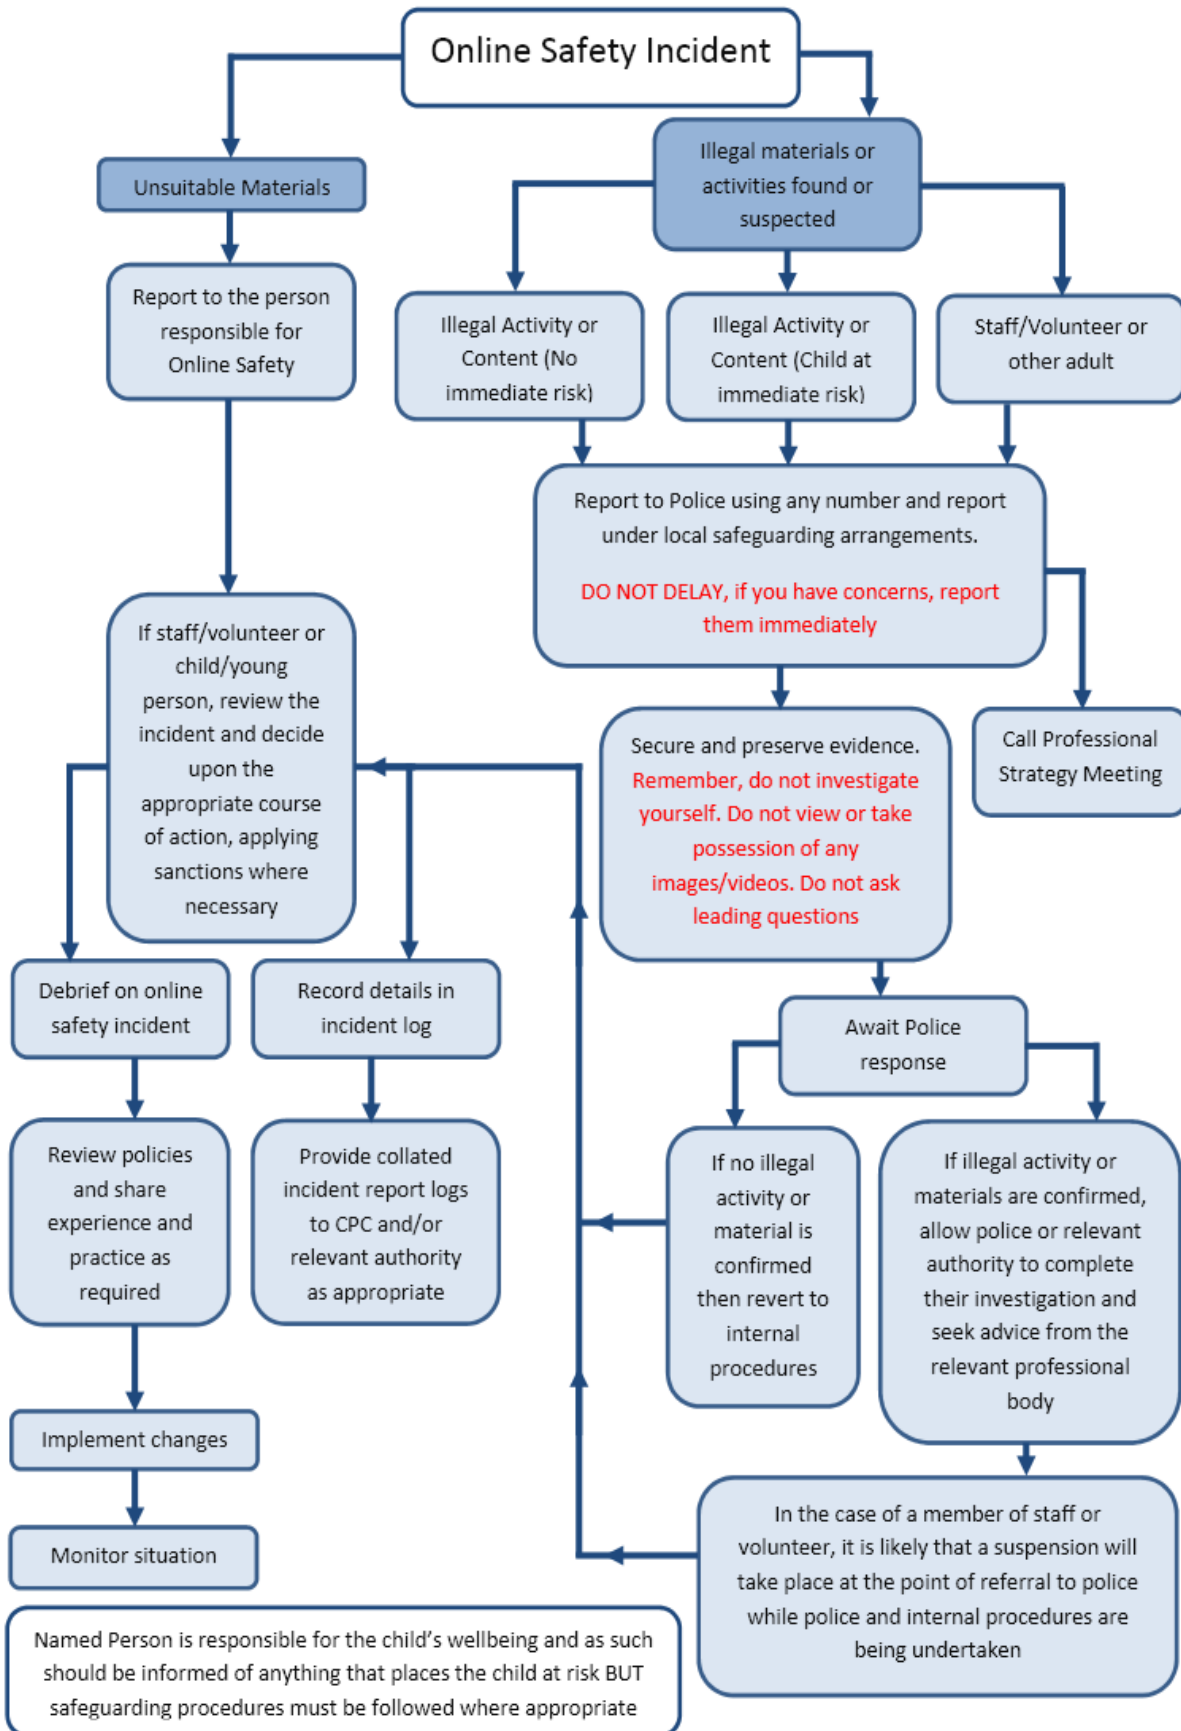 Online Safety Incident
Unsuitable Materials
Report to the person
responsible for
Online Safety
Illegal materials or
activities found or
suspected
Illegal Activity or
Content (No
immediate risk)
Illegal Activity or
Content (Child at
immediate risk)
Staff/Volunteer or
other adult
Report to Police using any number and report
under local safeguarding arrangements.
DO NOT DELAY, if you have concerns, report
them immediately
Secure and preserve evidence.
Remember, do not investigate
yourself. Do not view or take
possession of any
images/videos. Do not ask
leading questions
Call Professional
Strategy Meeting
If staff/volunteer or
child/young
person, review the
incident and decide
upon the
appropriate course
of action, applying
sanctions where
necessary
Debrief on online
safety incident
Record details in
incident log
Review policies
and share
experience and
practice as
required
Provide collated
incident report logs
to CPC and/or
relevant authority
as appropriate
Implement changes
Monitor situation
Await Police
response
If no illegal
activity or
material is
confirmed
then revert to
internal
procedures
If illegal activity or
materials are confirmed,
allow police or relevant
authority to complete
their investigation and
seek advice from the
relevant professional
body
In the case of a member of staff or
volunteer, it is likely that a suspension will
take place at the point of referral to police
while police and internal procedures are
being undertaken
Named Person is responsible for the child's wellbeing and as such
should be informed of anything that places the child at risk BUT
safeguarding procedures must be followed where appropriate